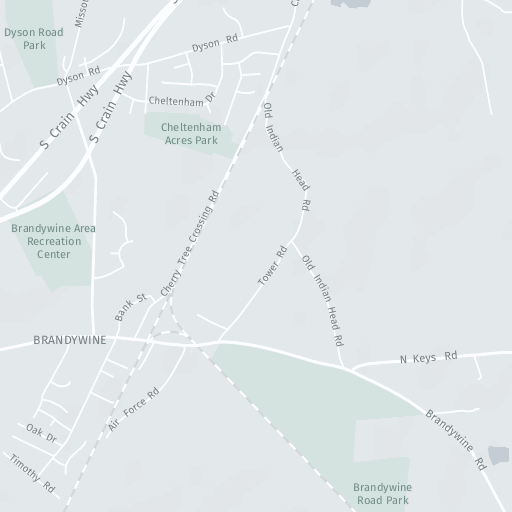 Misso
C
S
Dyson Road
Park
Dyson Rd
Dyson Rd
S Crain Hwy
S Crain Hwy
Cheltenham Dr
Old Indian Head Rd
Cheltenham
Acres Park
Brandywine Area
Recreation
Center
Cherry Tree Crossing Rd
Tower Rd
Old Indian Head Rd
Bank St
BRANDYWINE
N Keys Rd
Air Force Rd
Brandywine Rd
Oak Dr
Timothy Rd
Brandywine
Road Park